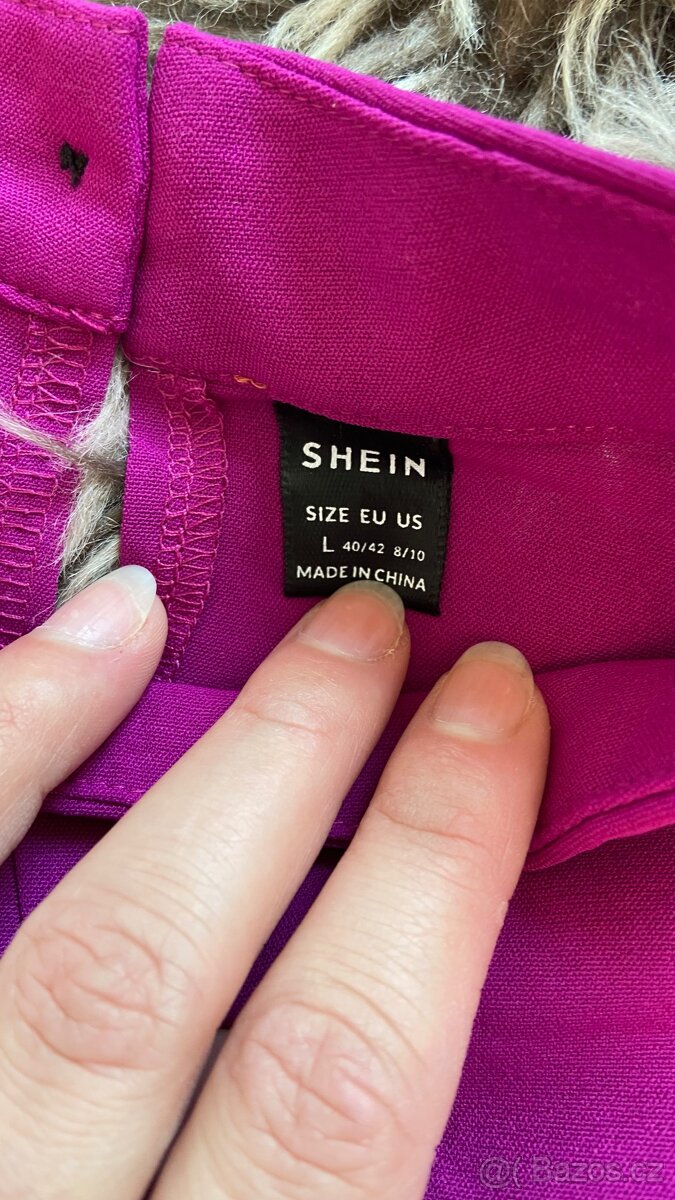 SHEIN
SIZE EU US
L 40/42 8/10
MADE IN CHINA
@( Bazos.cz